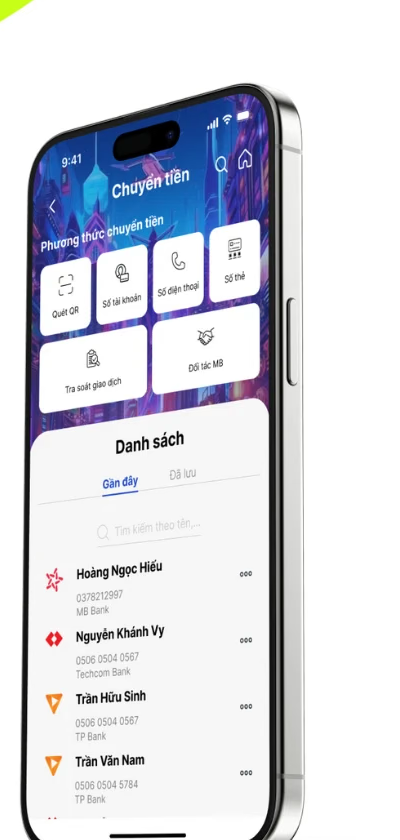 9:41
Chuyển tiền
Phương thức chuyển tiền
Quét QR
Số tài khoản
Số điện thoại
Số thẻ
Tra soát giao dịch
Đối tác MB
Danh sách
Gần đây
Đã lưu
Tìm kiếm theo tên,...
Hoàng Ngọc Hiếu
0378212997
MB Bank
Nguyễn Khánh Vy
0506 0504 0567
Techcom Bank
Trần Hữu Sinh
0506 0504 0567
TP Bank
Trần Văn Nam
0506 0504 5784
TP Bank